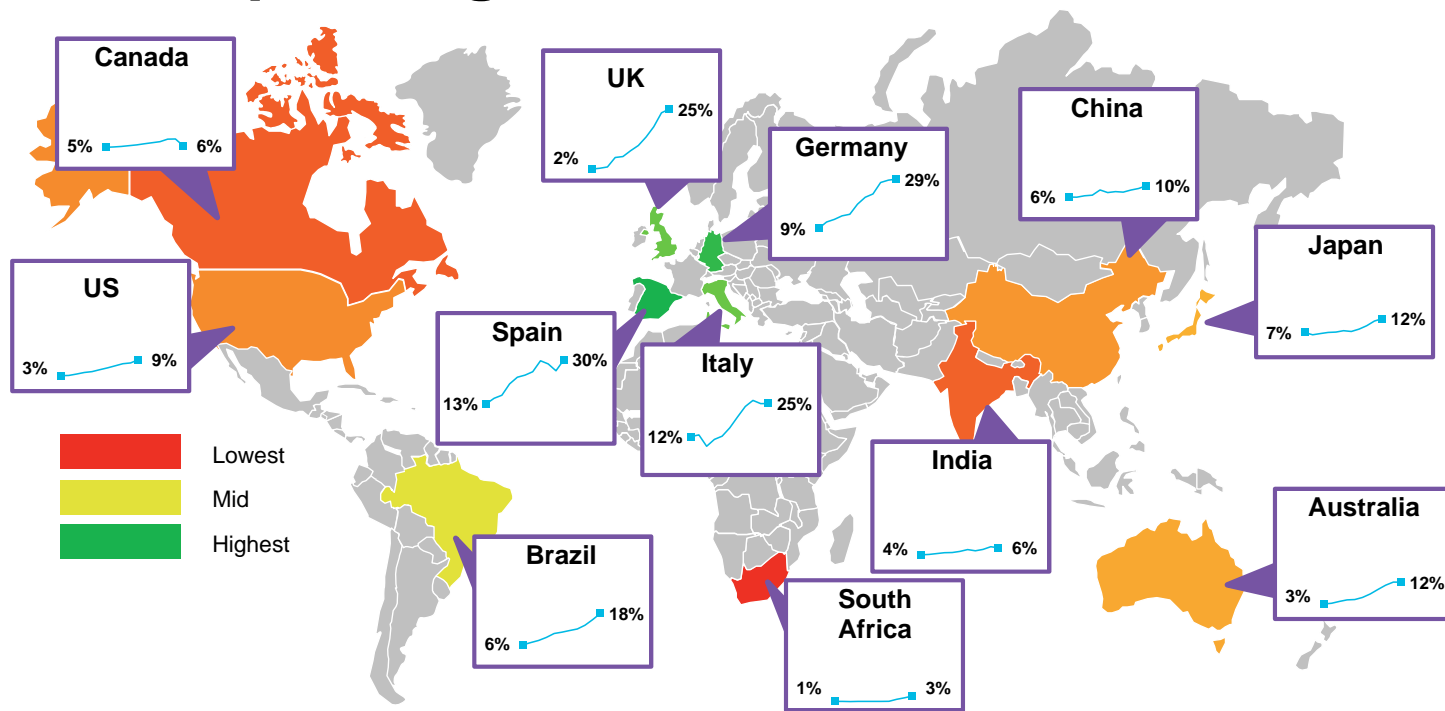 Canada
5% 6%
UK
2% 25%
Germany
9% 29%
China
6% 10%
Japan
7% 12%
US
3% 9%
Spain
13% 30%
Italy
12% 25%
India
4% 6%
Australia
3% 12%
Brazil
6% 18%
South
Africa
1% 3%
Lowest
Mid
Highest